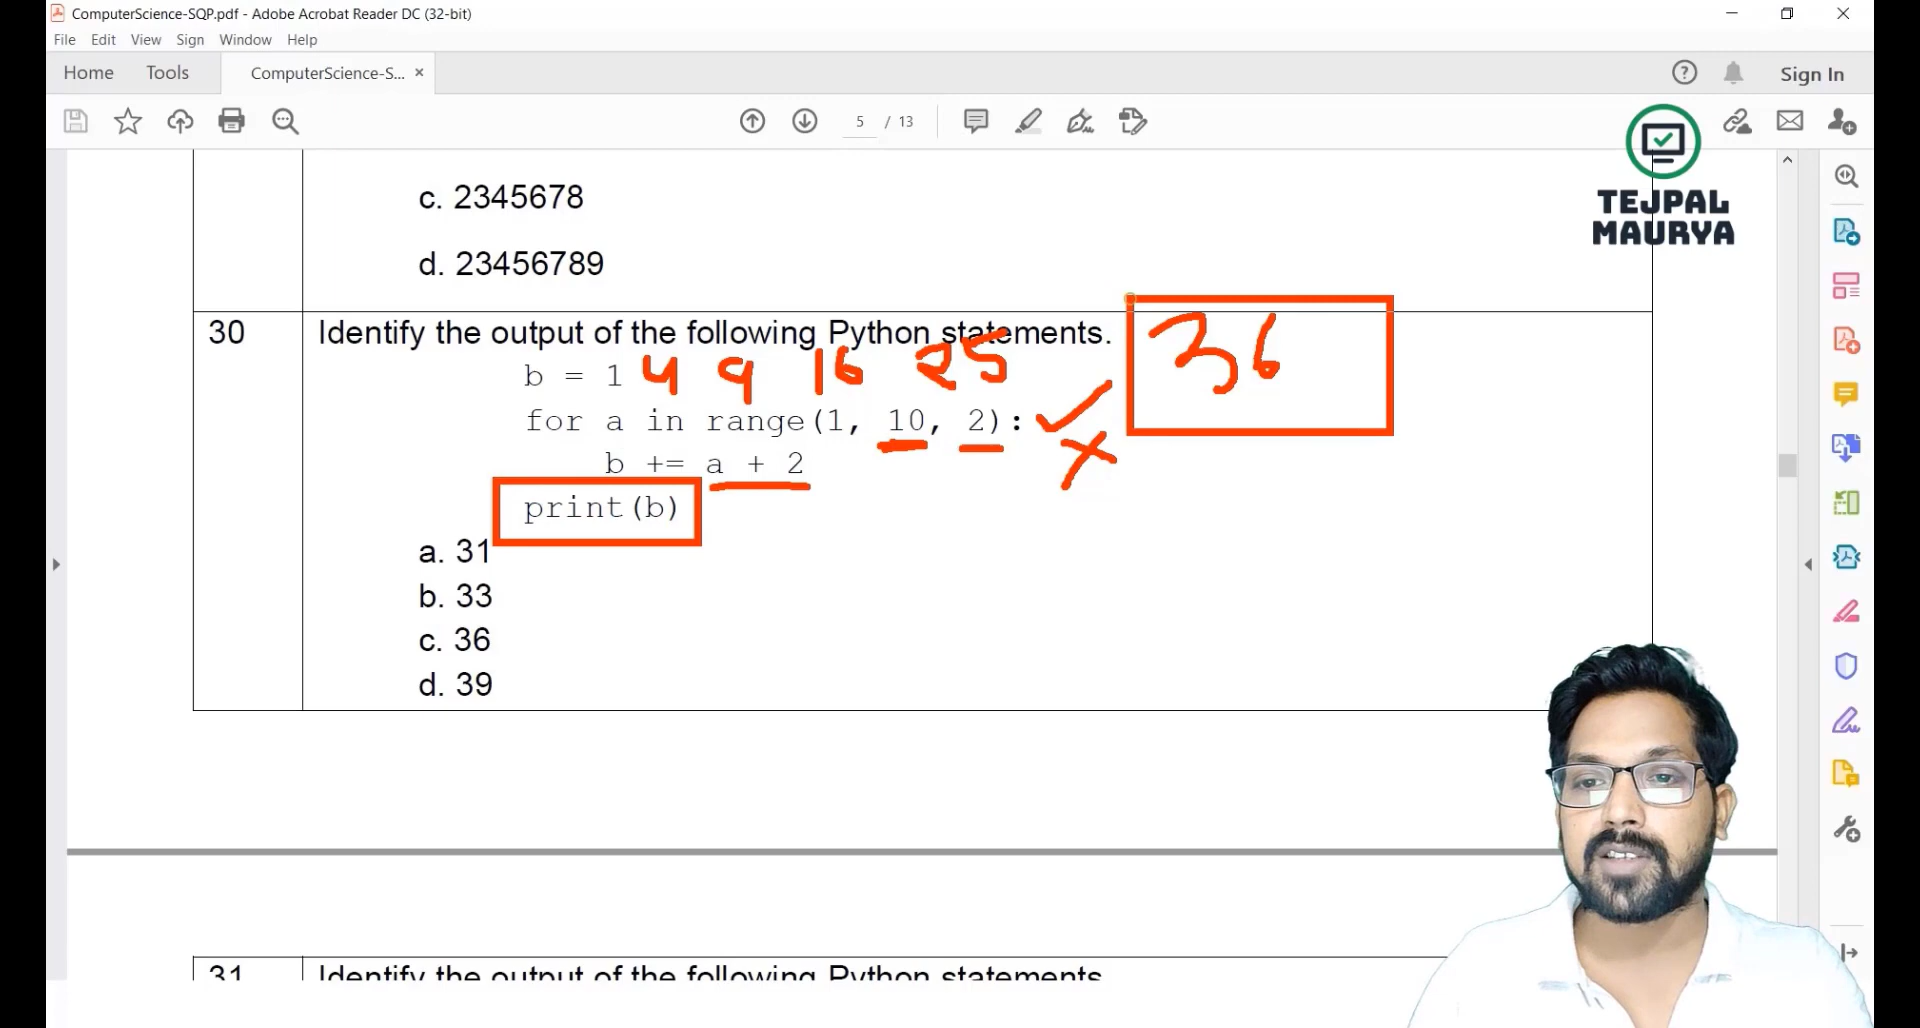 ComputerScience-SQP.pdf - Adobe Acrobat Reader DC (32-bit)
File Edit View Sign Window Help
Home Tools ComputerScience-S... × Sign In
5 / 13
TEJPAL
MAURYA
c. 2345678
d. 23456789
30 Identify the output of the following Python statements.
36
b = 1 4 9 16 25
for a in range(1, 10, 2):
b += a + 2
print(b)
a. 31
b. 33
c. 36
d. 39
31 Identify the output of the following Python statements